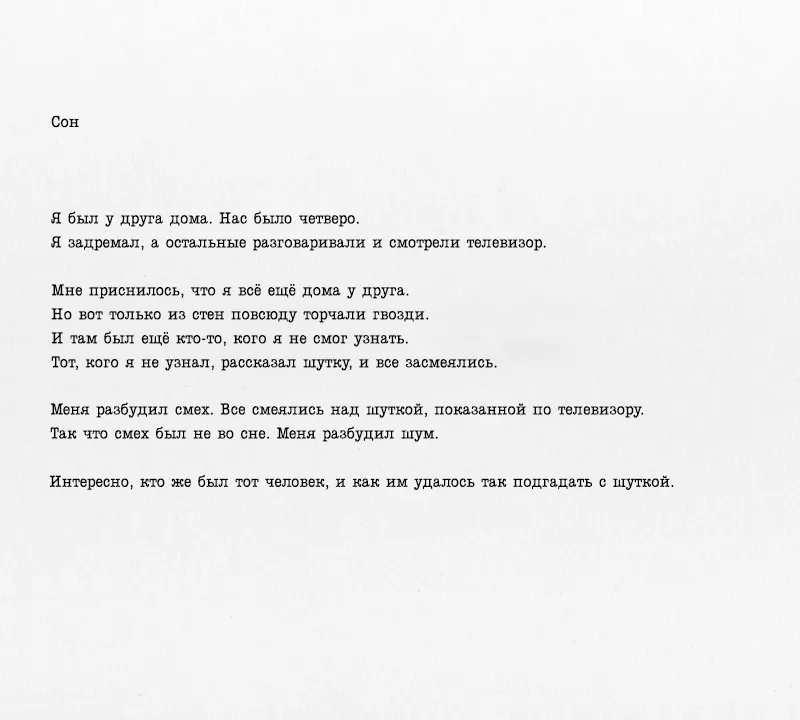 Сон
Я был у друга дома. Нас было четверо.
Я задремал, а остальные разговаривали и смотрели телевизор.
Мне приснилось, что я всё ещё дома у друга.
Но вот только из стен повсюду торчали гвозди.
И там был ещё кто-то, кого я не смог узнать.
Тот, кого я не узнал, рассказал шутку, и все засмеялись.
Меня разбудил смех. Все смеялись над шуткой, показанной по телевизору.
Так что смех был не во сне. Меня разбудил шум.
Интересно, кто же был тот человек, и как им удалось так подгадать с шуткой.